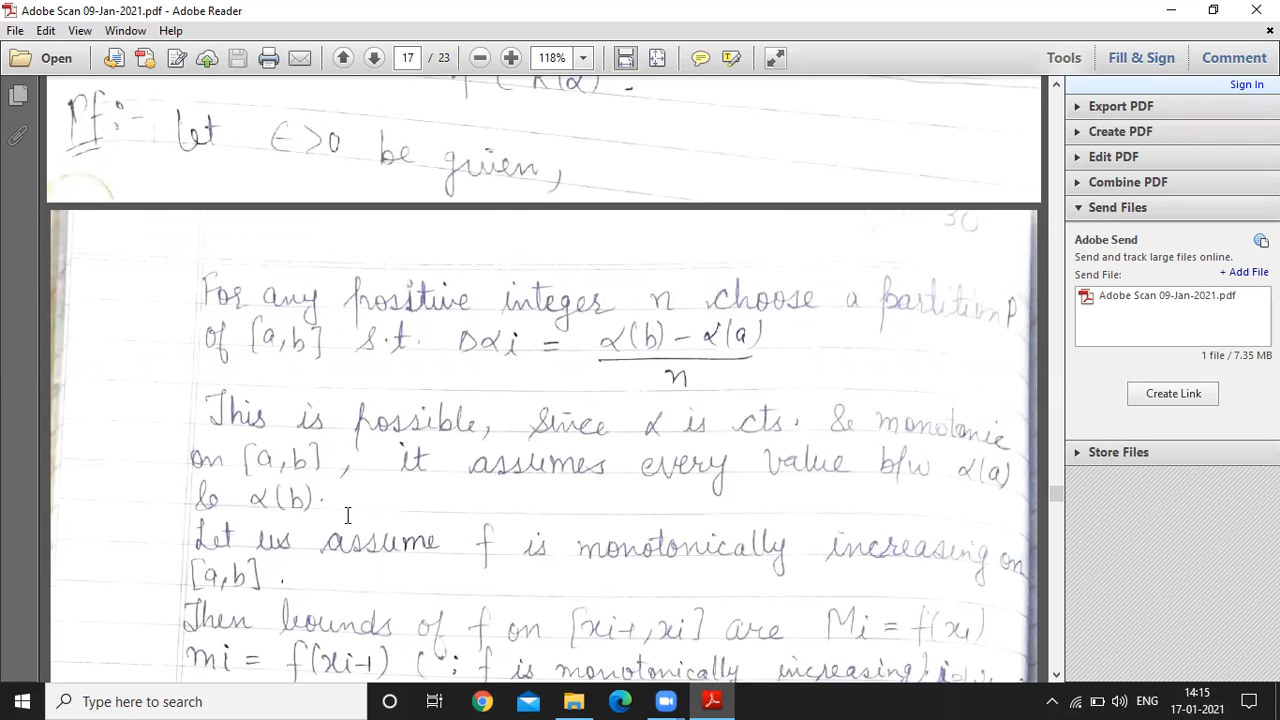 Adobe Scan 09-Jan-2021.pdf - Adobe Reader
File Edit View Window Help
Open 17 / 23 118% Tools Fill & Sign Comment
Sign In
f ∈ R(α).
Pf:- Let ϵ>0 be given,
30
For any positive integer n choose a partition P
of [a,b] s.t. Δαi = α(b) - α(a)
n
This is possible, since α is cts. & monotonic
on [a,b], it assumes every value b/w α(a)
& α(b).
Let us assume f is monotonically increasing on
[a,b].
Then bounds of f on [xi-1, xi] are Mi = f(xi)
mi = f(xi-1) (∵ f is monotonically increasing)
Export PDF
Create PDF
Edit PDF
Combine PDF
Send Files
Adobe Send
Send and track large files online.
Send File: + Add File
Adobe Scan 09-Jan-2021.pdf
1 file / 7.35 MB
Create Link
Store Files
Type here to search
ENG
14:15
17-01-2021